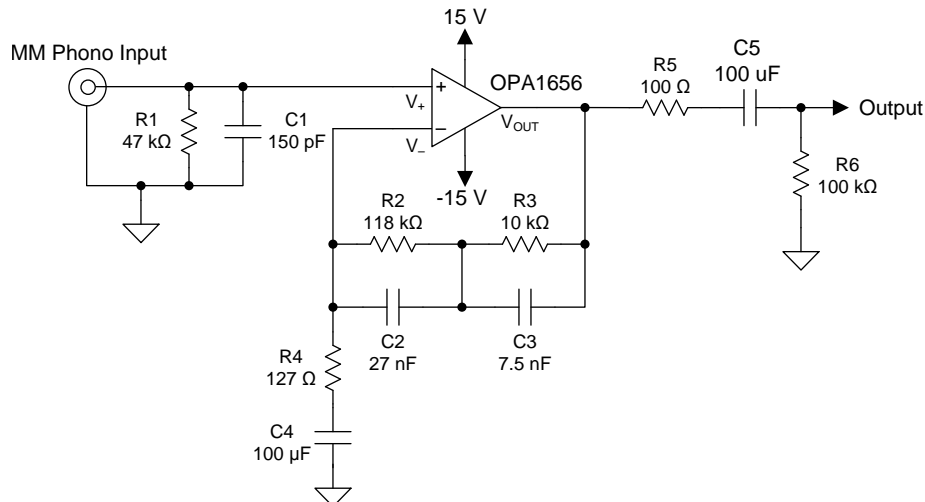 15 V
MM Phono Input
OPA1656
C5
100 uF
R5
100 Ω
+
V+
R1
47 kΩ
C1
150 pF
–
V–
VOUT
Output
-15 V
R6
100 kΩ
R2
118 kΩ
R3
10 kΩ
C2
27 nF
C3
7.5 nF
R4
127 Ω
C4
100 µF